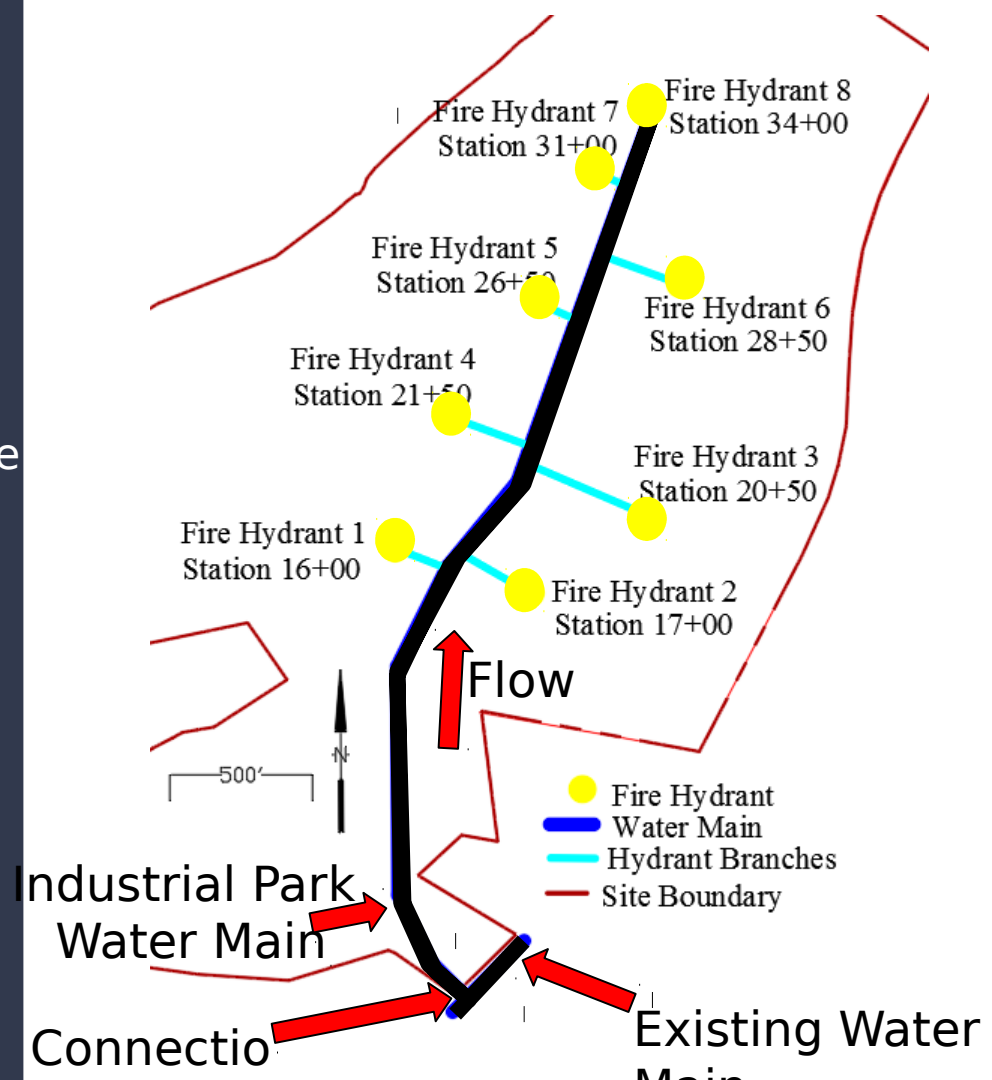 Fire Hydrant 8
Station 34+00
Fire Hydrant 7
Station 31+00
Fire Hydrant 5
Station 26+50
Fire Hydrant 6
Station 28+50
Fire Hydrant 4
Station 21+50
e
Fire Hydrant 3
Station 20+50
Fire Hydrant 1
Station 16+00
Fire Hydrant 2
Station 17+00
Flow
N
500'
Fire Hydrant
Water Main
Hydrant Branches
Site Boundary
Industrial Park
Water Main
Existing Water
Main
Connectio